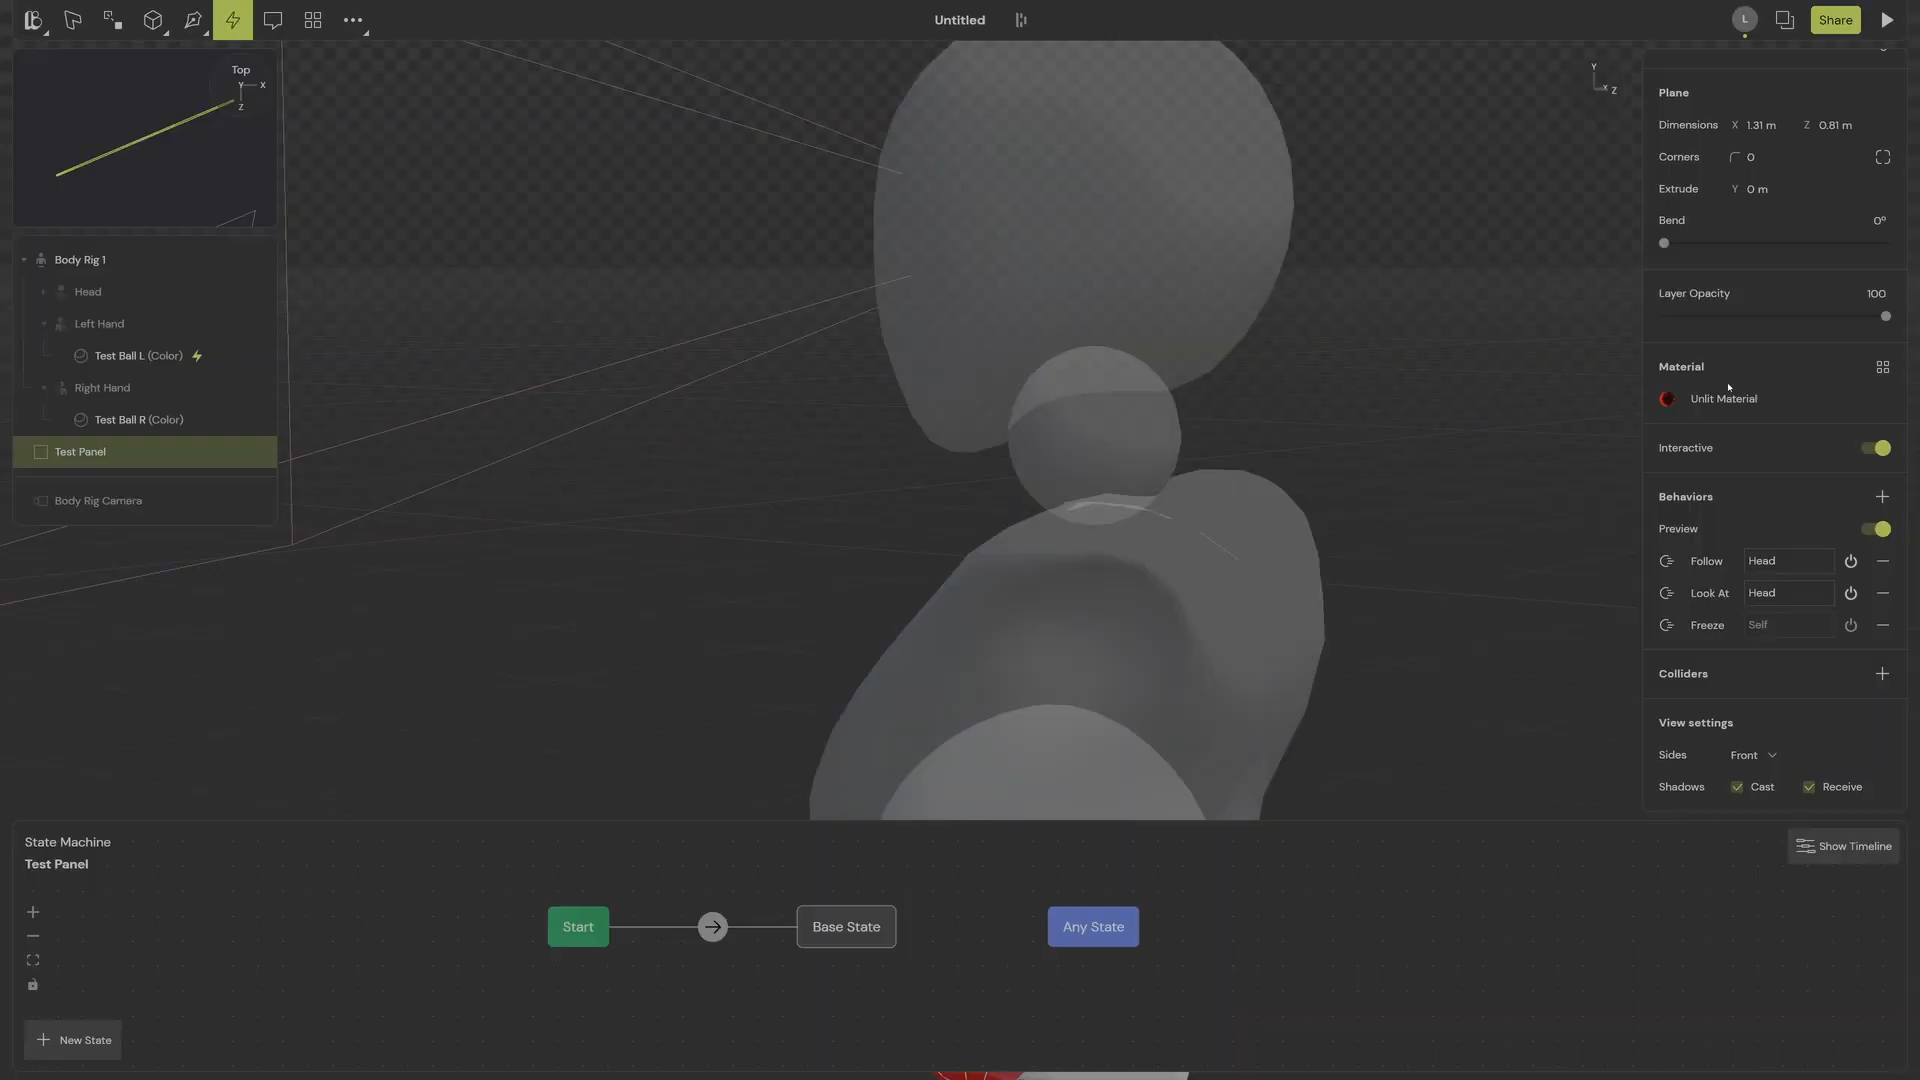 Untitled
L
Share
Top
Y
X
Z
Y
X
Z
Body Rig 1
Head
Left Hand
Test Ball L (Color)
Right Hand
Test Ball R (Color)
Test Panel
Body Rig Camera
Plane
Dimensions X 1.31 m Z 0.81 m
Corners 0
Extrude Y 0 m
Bend 0°
Layer Opacity 100
Material
Unlit Material
Interactive
Behaviors
Preview
Follow Head
Look At Head
Freeze Self
Colliders
View settings
Sides Front
Shadows Cast Receive
State Machine
Test Panel
Show Timeline
Start
Base State
Any State
New State